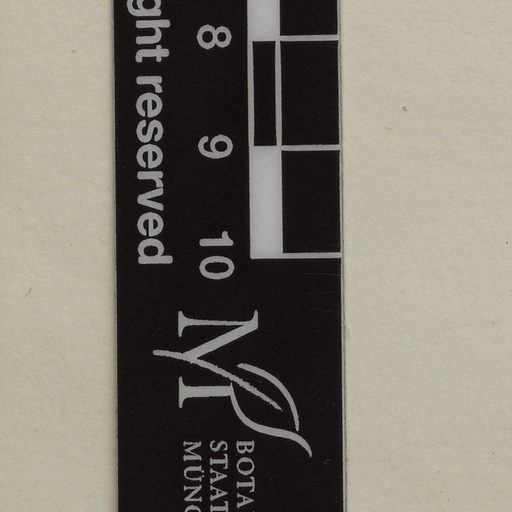 ght reserved
8
9
10
M
BOTA
STAAT
MÜNC